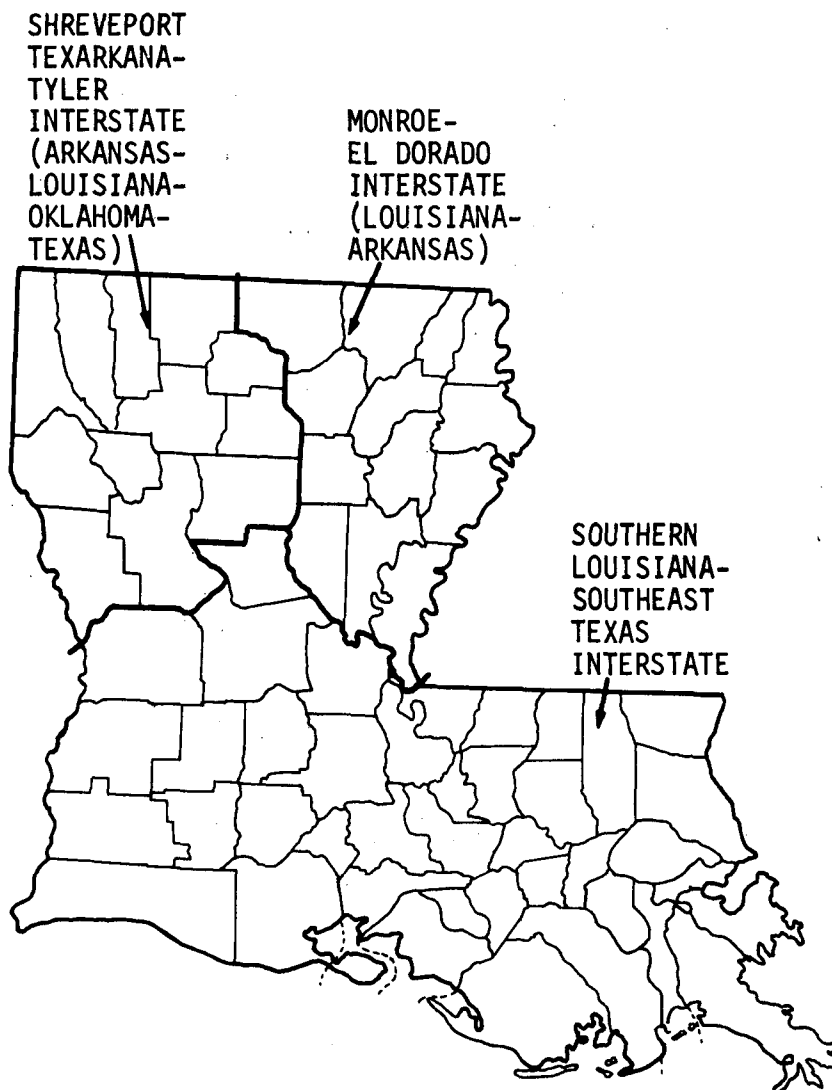 SHREVEPORT
TEXARKANA-
TYLER
INTERSTATE
(ARKANSAS-
LOUISIANA-
OKLAHOMA-
TEXAS)
MONROE-
EL DORADO
INTERSTATE
(LOUISIANA-
ARKANSAS)
SOUTHERN
LOUISIANA-
SOUTHEAST
TEXAS
INTERSTATE